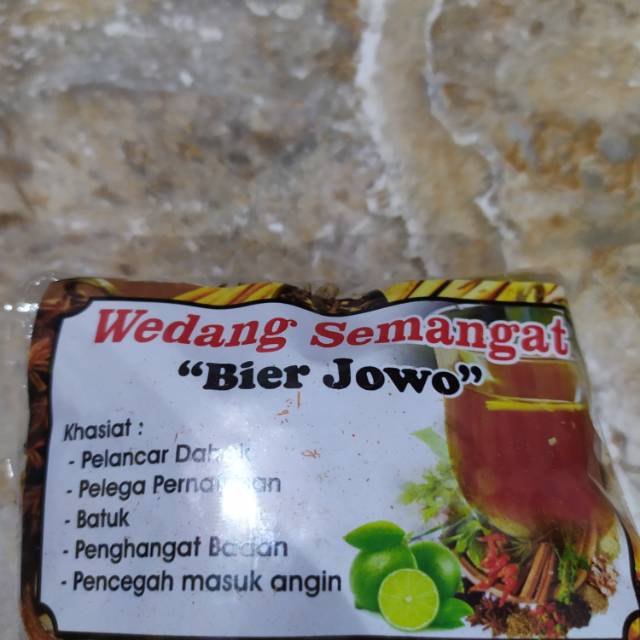 Wedang Semangat
“Bier Jowo”
Khasiat :
- Pelancar
- Pelega
- Batuk
- Penghangat Badan
- Pencegah masuk angin